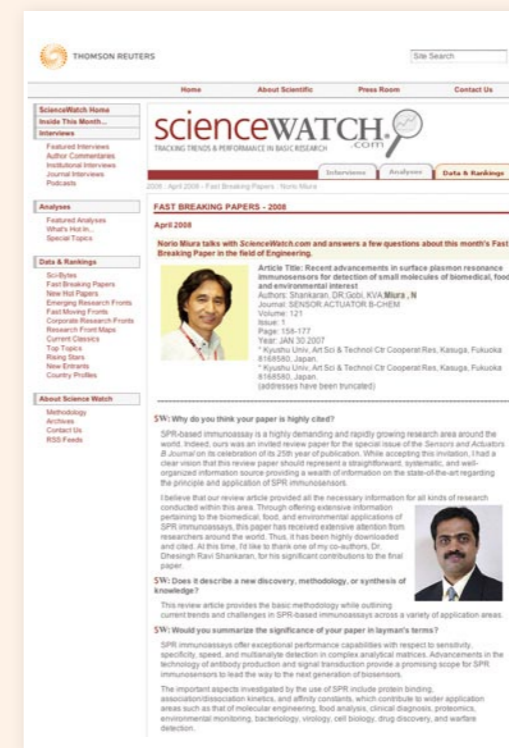 THOMSON REUTERS
Site Search
Home
About Scientific
Press Room
Contact Us
ScienceWatch Home
Inside This Month...
Interviews
Featured Interviews
Author Commentaries
Institutional Interviews
Journal Interviews
Podcasts
Analyses
Featured Analyses
What's Hot In...
Special Topics
Data & Rankings
Sci-Bytes
Fast Breaking Papers
New Hot Papers
Emerging Research Fronts
Fast Moving Fronts
Corporate Research Fronts
Research Front Maps
Current Classics
Top Topics
Rising Stars
New Entrants
Country Profiles
About Science Watch
Methodology
Archives
Contact Us
RSS Feeds
scienceWATCH®
.com
TRACKING TRENDS & PERFORMANCE IN BASIC RESEARCH
Interviews
Analyses
Data & Rankings
2008 : April 2008 - Fast Breaking Papers : Norio Miura
FAST BREAKING PAPERS - 2008
April 2008
Norio Miura talks with ScienceWatch.com and answers a few questions about this month's Fast
Breaking Paper in the field of Engineering.
Article Title: Recent advancements in surface plasmon resonance
immunosensors for detection of small molecules of biomedical, food
and environmental interest
Authors: Shankaran, DR;Gobi, KVA;Miura , N
Journal: SENSOR ACTUATOR B-CHEM
Volume: 121
Issue: 1
Page: 158-177
Year: JAN 30 2007
* Kyushu Univ, Art Sci & Technol Ctr Cooperat Res, Kasuga, Fukuoka
8168580, Japan.
* Kyushu Univ, Art Sci & Technol Ctr Cooperat Res, Kasuga, Fukuoka
8168580, Japan.
(addresses have been truncated)
SW: Why do you think your paper is highly cited?
SPR-based immunoassay is a highly demanding and rapidly growing research area around the
world. Indeed, ours was an invited review paper for the special issue of the Sensors and Actuators
B Journal on its celebration of its 25th year of publication. While accepting this invitation, I had a
clear vision that this review paper should represent a straightforward, systematic, and well-
organized information source providing a wealth of information on the state-of-the-art regarding
the principle and application of SPR immunosensors.
I believe that our review article provided all the necessary information for all kinds of research
conducted within this area. Through offering extensive information
pertaining to the biomedical, food, and environmental applications of
SPR immunoassays, this paper has received extensive attention from
researchers around the world. Thus, it has been highly downloaded
and cited. At this time, I'd like to thank one of my co-authors, Dr.
Dhesingh Ravi Shankaran, for his significant contributions to the final
paper.
SW: Does it describe a new discovery, methodology, or synthesis of
knowledge?
This review article provides the basic methodology while outlining
current trends and challenges in SPR-based immunoassays across a variety of application areas.
SW: Would you summarize the significance of your paper in layman's terms?
SPR immunoassays offer exceptional performance capabilities with respect to sensitivity,
specificity, speed, and multianalyte detection in complex analytical matrices. Advancements in the
technology of antibody production and signal transduction provide a promising scope for SPR
immunosensors to lead the way to the next generation of biosensors.
The important aspects investigated by the use of SPR include protein binding,
association/dissociation kinetics, and affinity constants, which contribute to wider application
areas such as that of molecular engineering, food analysis, clinical diagnosis, proteomics,
environmental monitoring, bacteriology, virology, cell biology, drug discovery, and warfare
detection.